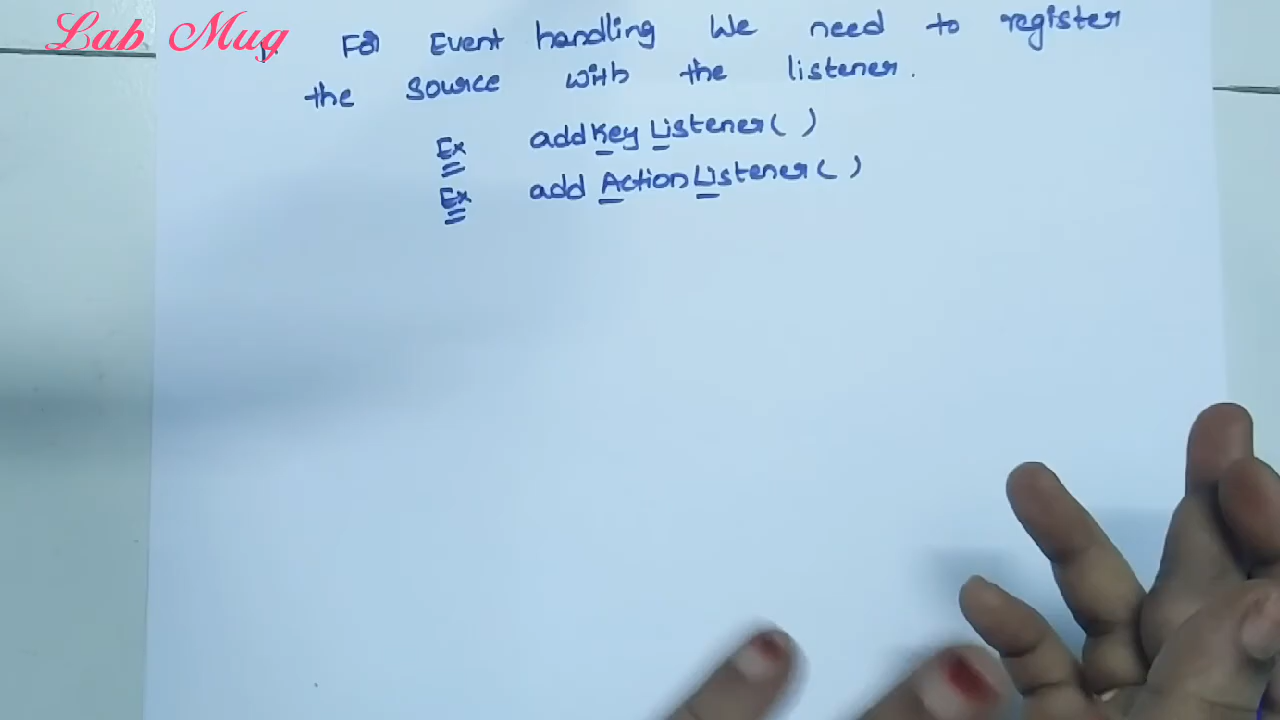 Lab Mug
1. For Event handling We need to register
the source with the listener.
Ex addKeyListener( )
Ex add ActionListener( )